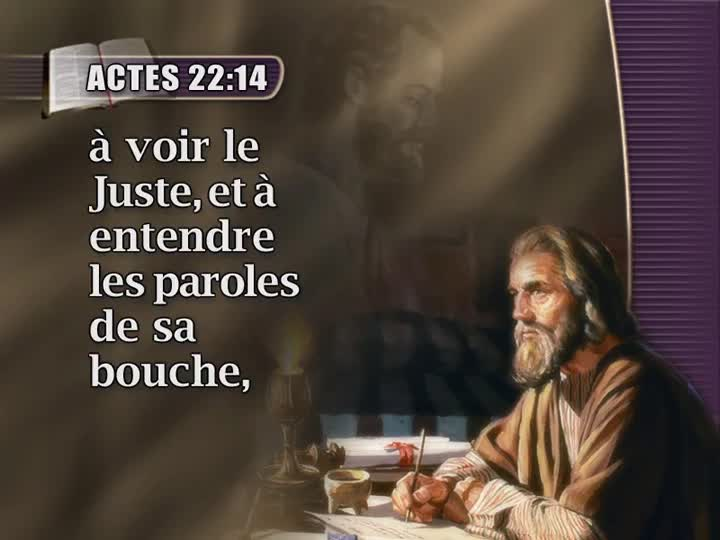 ACTES 22:14
à voir le
Juste, et à
entendre
les paroles
de sa
bouche,